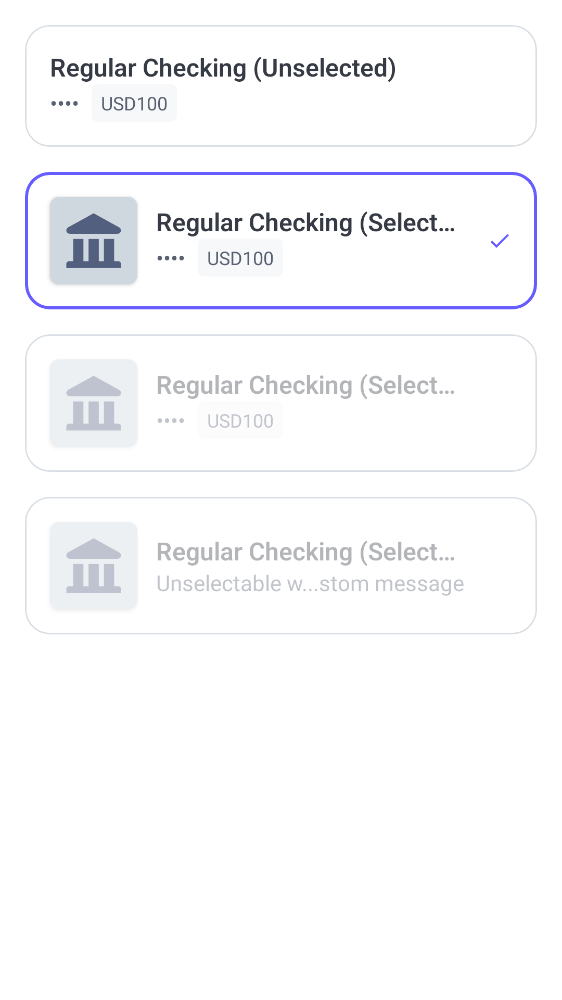 Regular Checking (Unselected)
•••• USD100
Regular Checking (Select...
•••• USD100
Regular Checking (Select...
•••• USD100
Regular Checking (Select...
Unselectable w...stom message